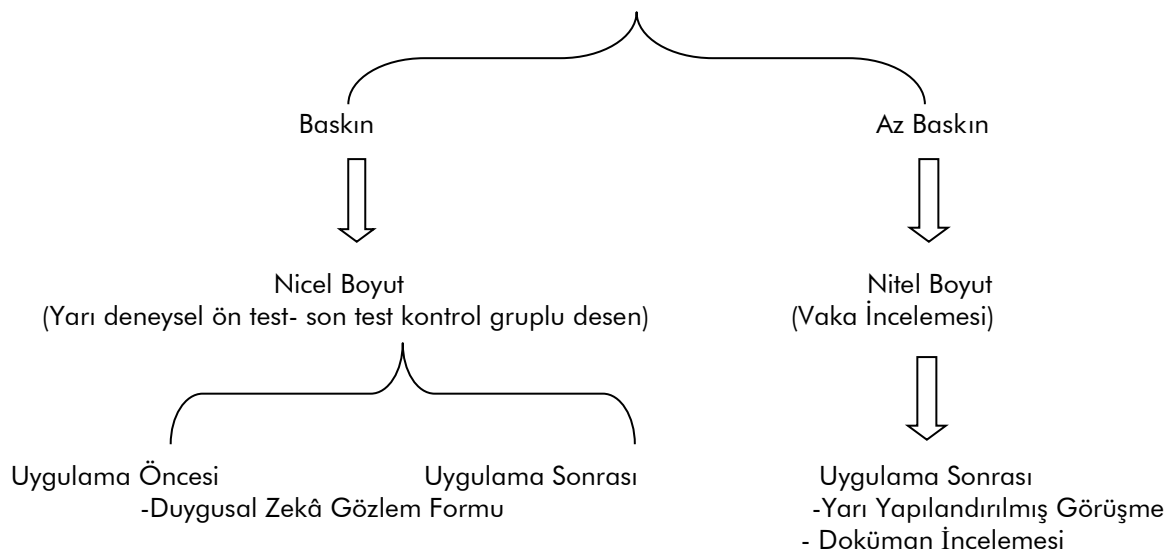 Baskın
Az Baskın
Nicel Boyut
(Yarı deneysel ön test- son test kontrol gruplu desen)
Nitel Boyut
(Vaka İncelemesi)
Uygulama Öncesi
Uygulama Sonrası
-Duygusal Zekâ Gözlem Formu
Uygulama Sonrası
-Yarı Yapılandırılmış Görüşme
- Doküman İncelemesi